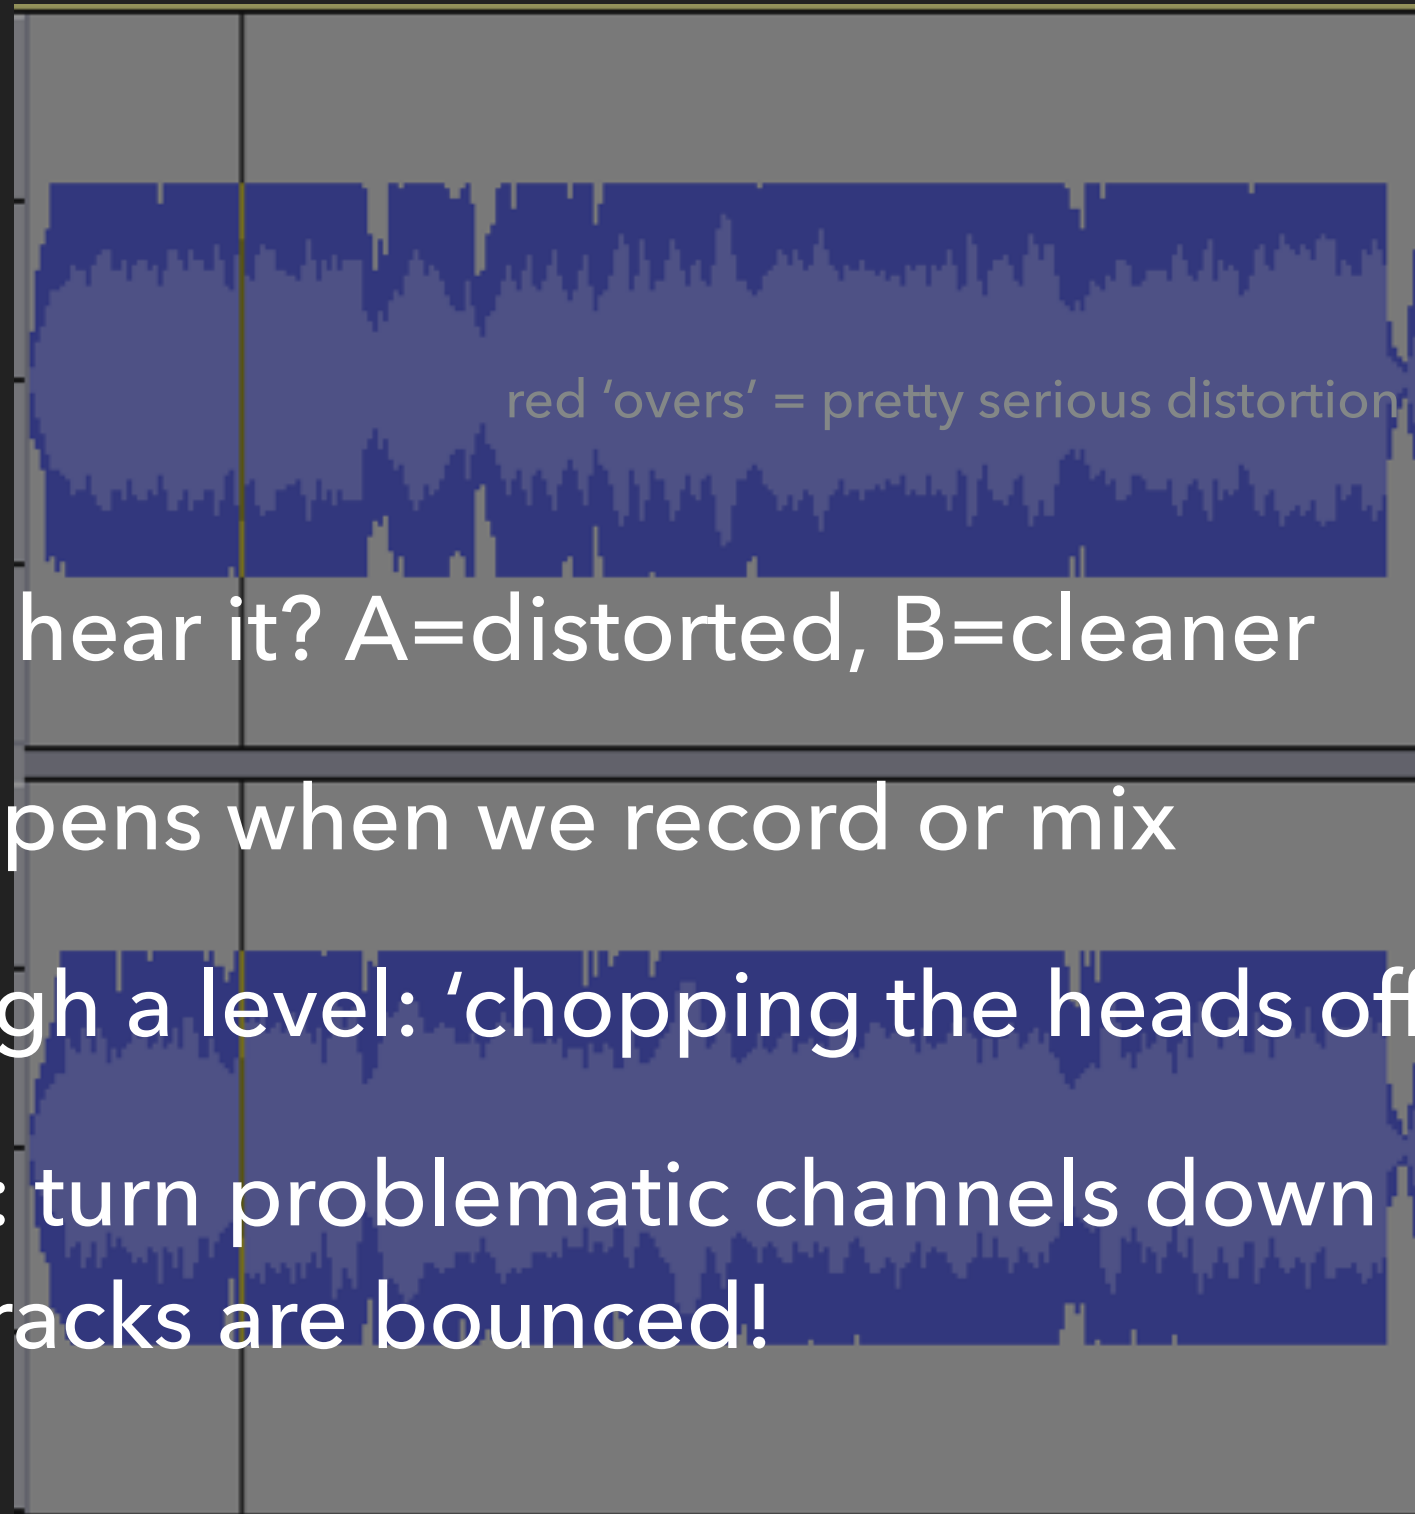 red ‘overs’ = pretty serious distortion
hear it? A=distorted, B=cleaner
pens when we record or mix
gh a level: ‘chopping the heads off
: turn problematic channels down
racks are bounced!